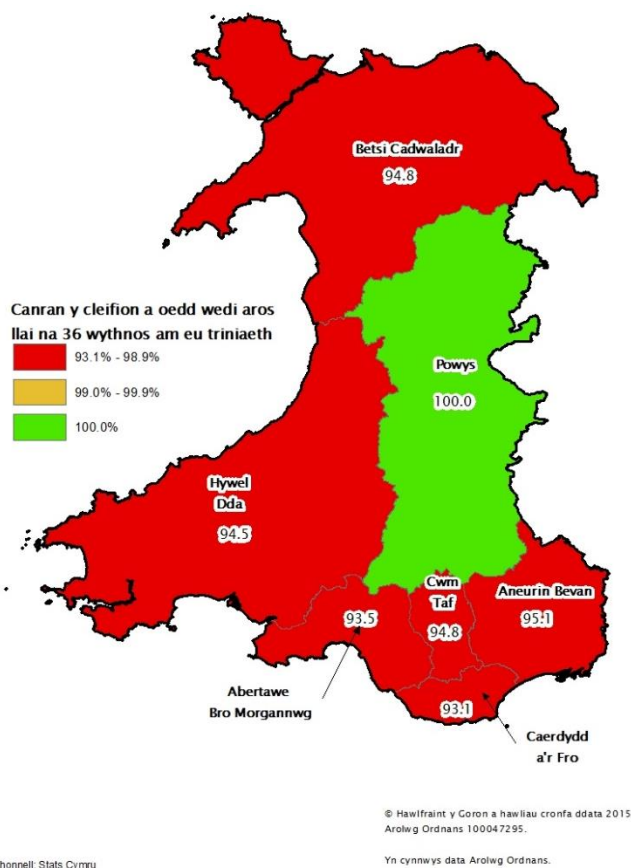 Betsi Cadwaladr
94.8
Canran y cleifion a oedd wedi aros
llai na 36 wythnos am eu triniaeth
93.1% - 98.9%
99.0% - 99.9%
100.0%
Powys
100.0
Hywel
Dda
94.5
Cwm
Taf
94.8
Aneurin Bevan
95.1
93.5
Abertawe
Bro Morgannwg
93.1
Caerdydd
a'r Fro
© Hawlfraint y Goron a hawliau cronfa ddata 2015
Arolwg Ordnans 100047295.
Yn cynnwys data Arolwg Ordnans.
honnell: Stats Cymru